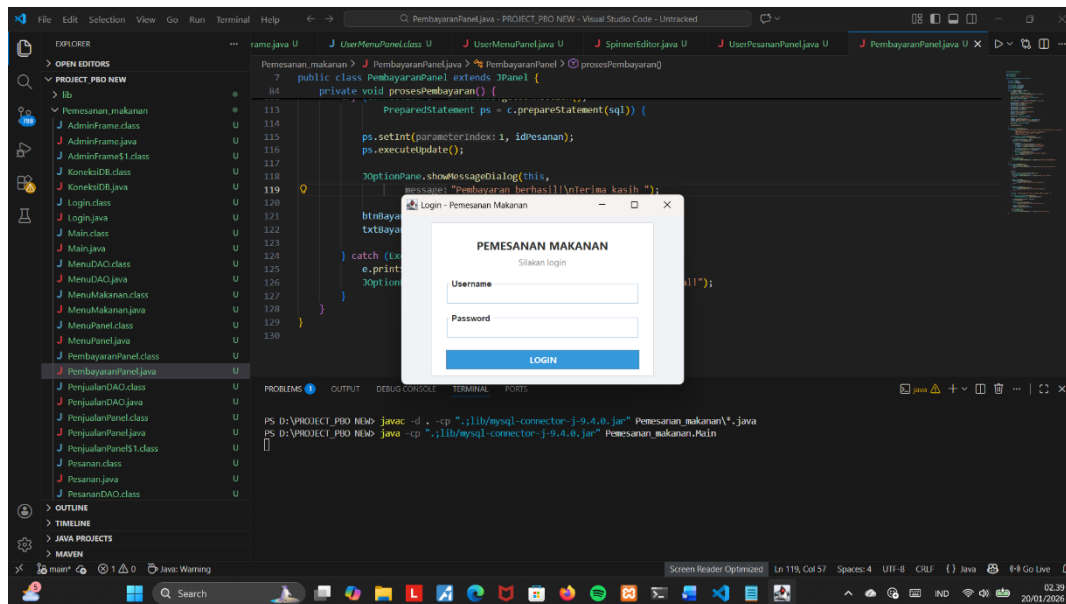 File Edit Selection View Go Run Terminal Help
PembayaranPanel.java - PROJECT_PBO NEW - Visual Studio Code - Untracked
EXPLORER
rame.java U
UserMenuPanel.class U
UserMenuPanel.java U
SpinnerEditor.java U
UserPesananPanel.java U
PembayaranPanel.java U
OPEN EDITORS
PROJECT_PBO NEW
lib
Pemesanan_makanan
AdminFrame.class U
AdminFrame.java U
AdminFrame$1.class U
KoneksiDB.class U
KoneksiDB.java U
Login.class U
Login.java U
Main.class U
Main.java U
MenuDAO.class U
MenuDAO.java U
MenuMakanan.class U
MenuMakanan.java U
MenuPanel.class U
MenuPanel.java U
PembayaranPanel.class U
PembayaranPanel.java U
PenjualanDAO.class U
PenjualanDAO.java U
PenjualanPanel.class U
PenjualanPanel.java U
PenjualanPanel$1.class U
Pesanan.class U
Pesanan.java U
PesananDAO.class U
OUTLINE
TIMELINE
JAVA PROJECTS
MAVEN
Pemesanan_makanan > PembayaranPanel.java > PembayaranPanel > prosesPembayaran()
7 public class PembayaranPanel extends JPanel {
84 private void prosesPembayaran() {
113 PreparedStatement ps = c.prepareStatement(sql)) {
114
115 ps.setInt(parameterIndex: 1, idPesanan);
116 ps.executeUpdate();
117
118 JOptionPane.showMessageDialog(this,
119 message: "Pembayaran berhasil!\nTerima kasih ");
120
121 btnBaya
122 txtBaya
123
124 } catch (Ex
125 e.print
126 JOption al!");
127 }
128 }
129 }
130
Login - Pemesanan Makanan
PEMESANAN MAKANAN
Silakan login
Username
Password
LOGIN
PROBLEMS 1 OUTPUT DEBUG CONSOLE TERMINAL PORTS
java
PS D:\PROJECT_PBO NEW> javac -d . -cp ".;lib/mysql-connector-j-9.4.0.jar" Pemesanan_makanan\*.java
PS D:\PROJECT_PBO NEW> java -cp ".;lib/mysql-connector-j-9.4.0.jar" Pemesanan_makanan.Main
main* 1 0 Java: Warning
Screen Reader Optimized Ln 119, Col 57 Spaces: 4 UTF-8 CRLF {} Java Go Live
Search
IND
02.39
20/01/2026